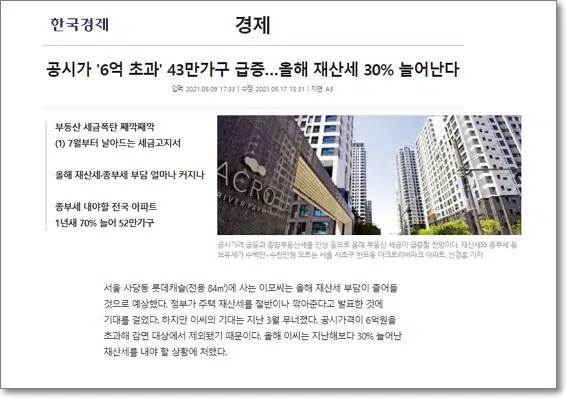 한국경제
경제
공시가 '6억 초과' 43만가구 급증...올해 재산세 30% 늘어난다
입력 2021.05.09 17:33 | 수정 2021.05.17 15:31 | 지면 A3
부동산 세금폭탄 째깍째깍
(1) 7월부터 날아드는 세금고지서
올해 재산세·종부세 부담 얼마나 커지나
종부세 내야할 전국 아파트
1년새 70% 늘어 52만가구
ACRO
RIVER PARK
공시가격 급등과 종합부동산세율 인상 등으로 올해 부동산 세금이 급증할 전망이다. 재산세와 종부세 등
보유세가 수백만~수천만원 오르는 서울 서초구 반포동 아크로리버파크 아파트. 신경훈 기자
서울 사당동 롯데캐슬(전용 84㎡)에 사는 이모씨는 올해 재산세 부담이 줄어들
것으로 예상했다. 정부가 주택 재산세를 절반이나 깎아준다고 발표한 것에
기대를 걸었다. 하지만 이씨의 기대는 지난 3월 무너졌다. 공시가격이 6억원을
초과해 감면 대상에서 제외됐기 때문이다. 올해 이씨는 지난해보다 30% 늘어난
재산세를 내야 할 상황에 처했다.